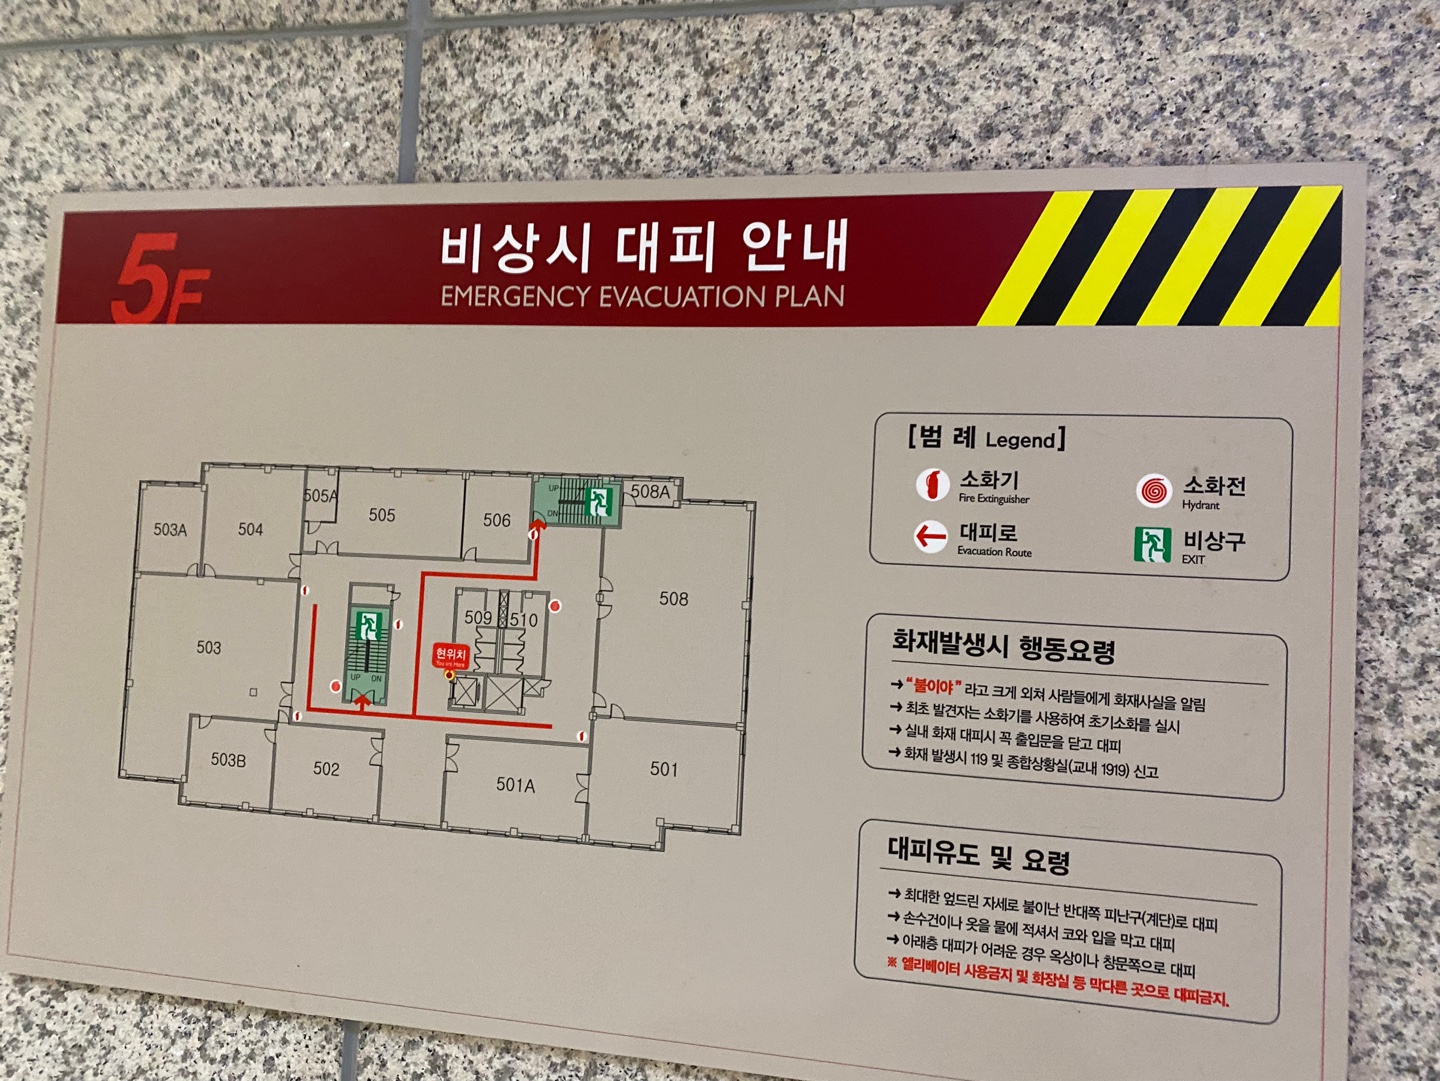 5F
비상시 대피 안내
EMERGENCY EVACUATION PLAN
503A
504
505A
505
506
UP
DN
508A
503
509
510
508
현위치
You are Here
UP DN
503B
502
501A
501
[범 례 Legend]
소화기
Fire Extinguisher
소화전
Hydrant
대피로
Evacuation Route
비상구
EXIT
화재발생시 행동요령
→ “불이야” 라고 크게 외쳐 사람들에게 화재사실을 알림
→ 최초 발견자는 소화기를 사용하여 초기소화를 실시
→ 실내 화재 대피시 꼭 출입문을 닫고 대피
→ 화재 발생시 119 및 종합상황실(교내 1919) 신고
대피유도 및 요령
→ 최대한 엎드린 자세로 불이난 반대쪽 피난구(계단)로 대피
→ 손수건이나 옷을 물에 적셔서 코와 입을 막고 대피
→ 아래층 대피가 어려운 경우 옥상이나 창문쪽으로 대피
※ 엘리베이터 사용금지 및 화장실 등 막다른 곳으로 대피금지.